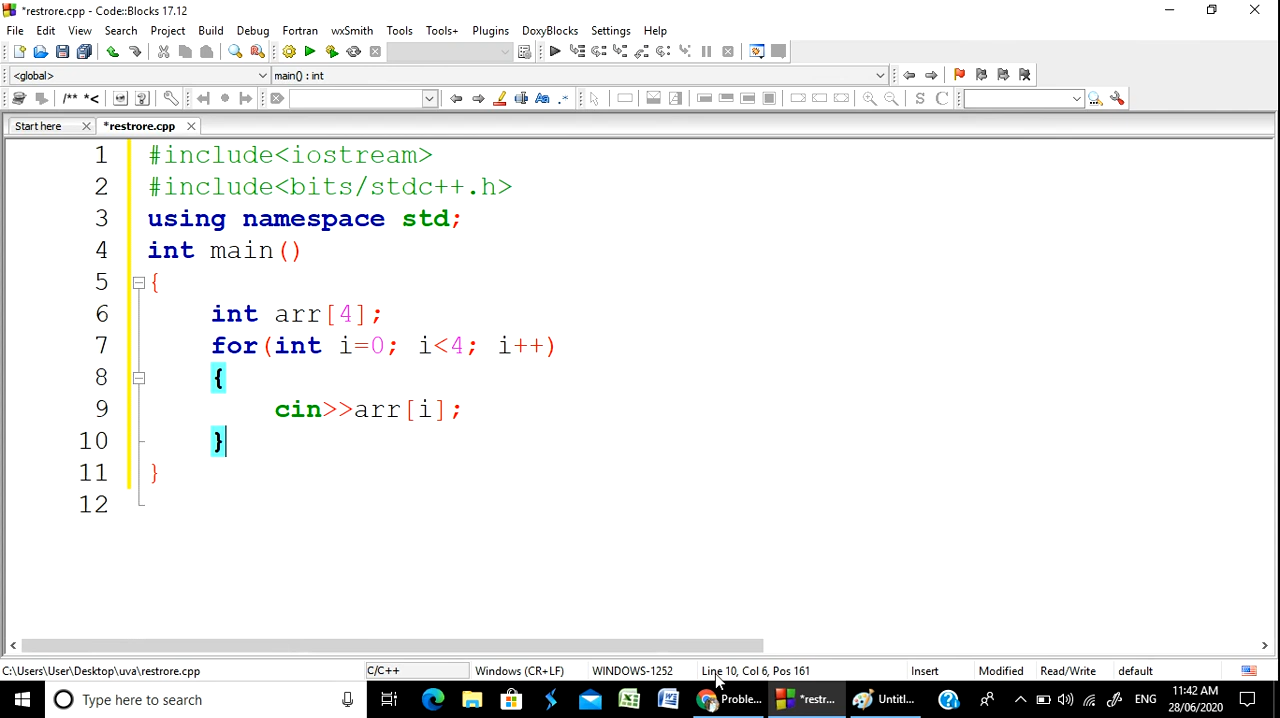 *restrore.cpp - Code::Blocks 17.12
File Edit View Search Project Build Debug Fortran wxSmith Tools Tools+ Plugins DoxyBlocks Settings Help
<global> main() : int
/** *<
S C
Start here *restrore.cpp
1 #include<iostream>
2 #include<bits/stdc++.h>
3 using namespace std;
4 int main()
5 {
6 int arr[4];
7 for(int i=0; i<4; i++)
8 {
9 cin>>arr[i];
10 }
11 }
12
C:\Users\User\Desktop\uva\restrore.cpp C/C++ Windows (CR+LF) WINDOWS-1252 Line 10, Col 6, Pos 161 Insert Modified Read/Write default
Type here to search Proble... *restr... Untitl... ENG 11:42 AM
28/06/2020